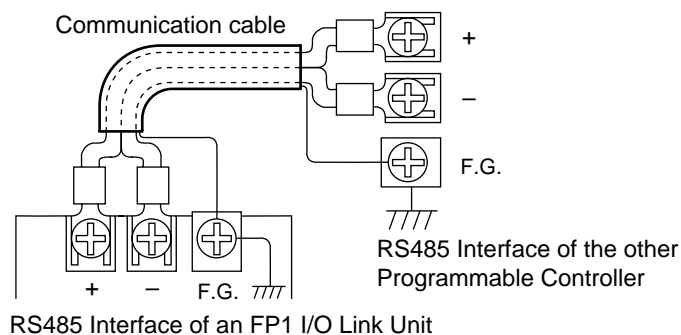 Communication cable
+
–
F.G.
RS485 Interface of the other
Programmable Controller
+ – F.G.
RS485 Interface of an FP1 I/O Link Unit